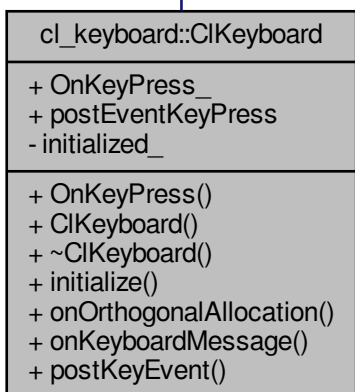 cl_keyboard::ClKeyboard
+ OnKeyPress_
+ postEventKeyPress
- initialized_
+ OnKeyPress()
+ ClKeyboard()
+ ~ClKeyboard()
+ initialize()
+ onOrthogonalAllocation()
+ onKeyboardMessage()
+ postKeyEvent()